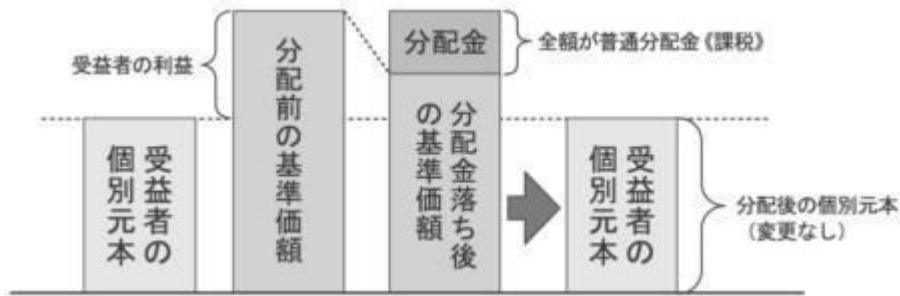 受益者の利益
受益者の
個別元本
分配前の基準価額
分配金
分配金落ち後
の基準価額
全額が普通分配金《課税》
受益者の
個別元本
分配後の個別元本
（変更なし）